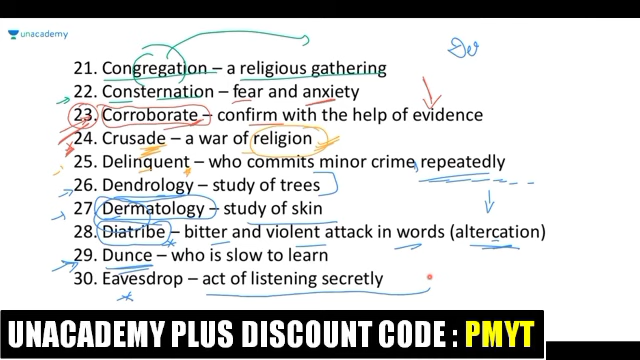 unacademy
21. Congregation – a religious gathering
22. Consternation – fear and anxiety
23. Corroborate – confirm with the help of evidence
24. Crusade – a war of religion
25. Delinquent – who commits minor crime repeatedly
26. Dendrology – study of trees
27. Dermatology – study of skin
28. Diatribe – bitter and violent attack in words (altercation)
29. Dunce – who is slow to learn
30. Eavesdrop – act of listening secretly
UNACADEMY PLUS DISCOUNT CODE : PMYT